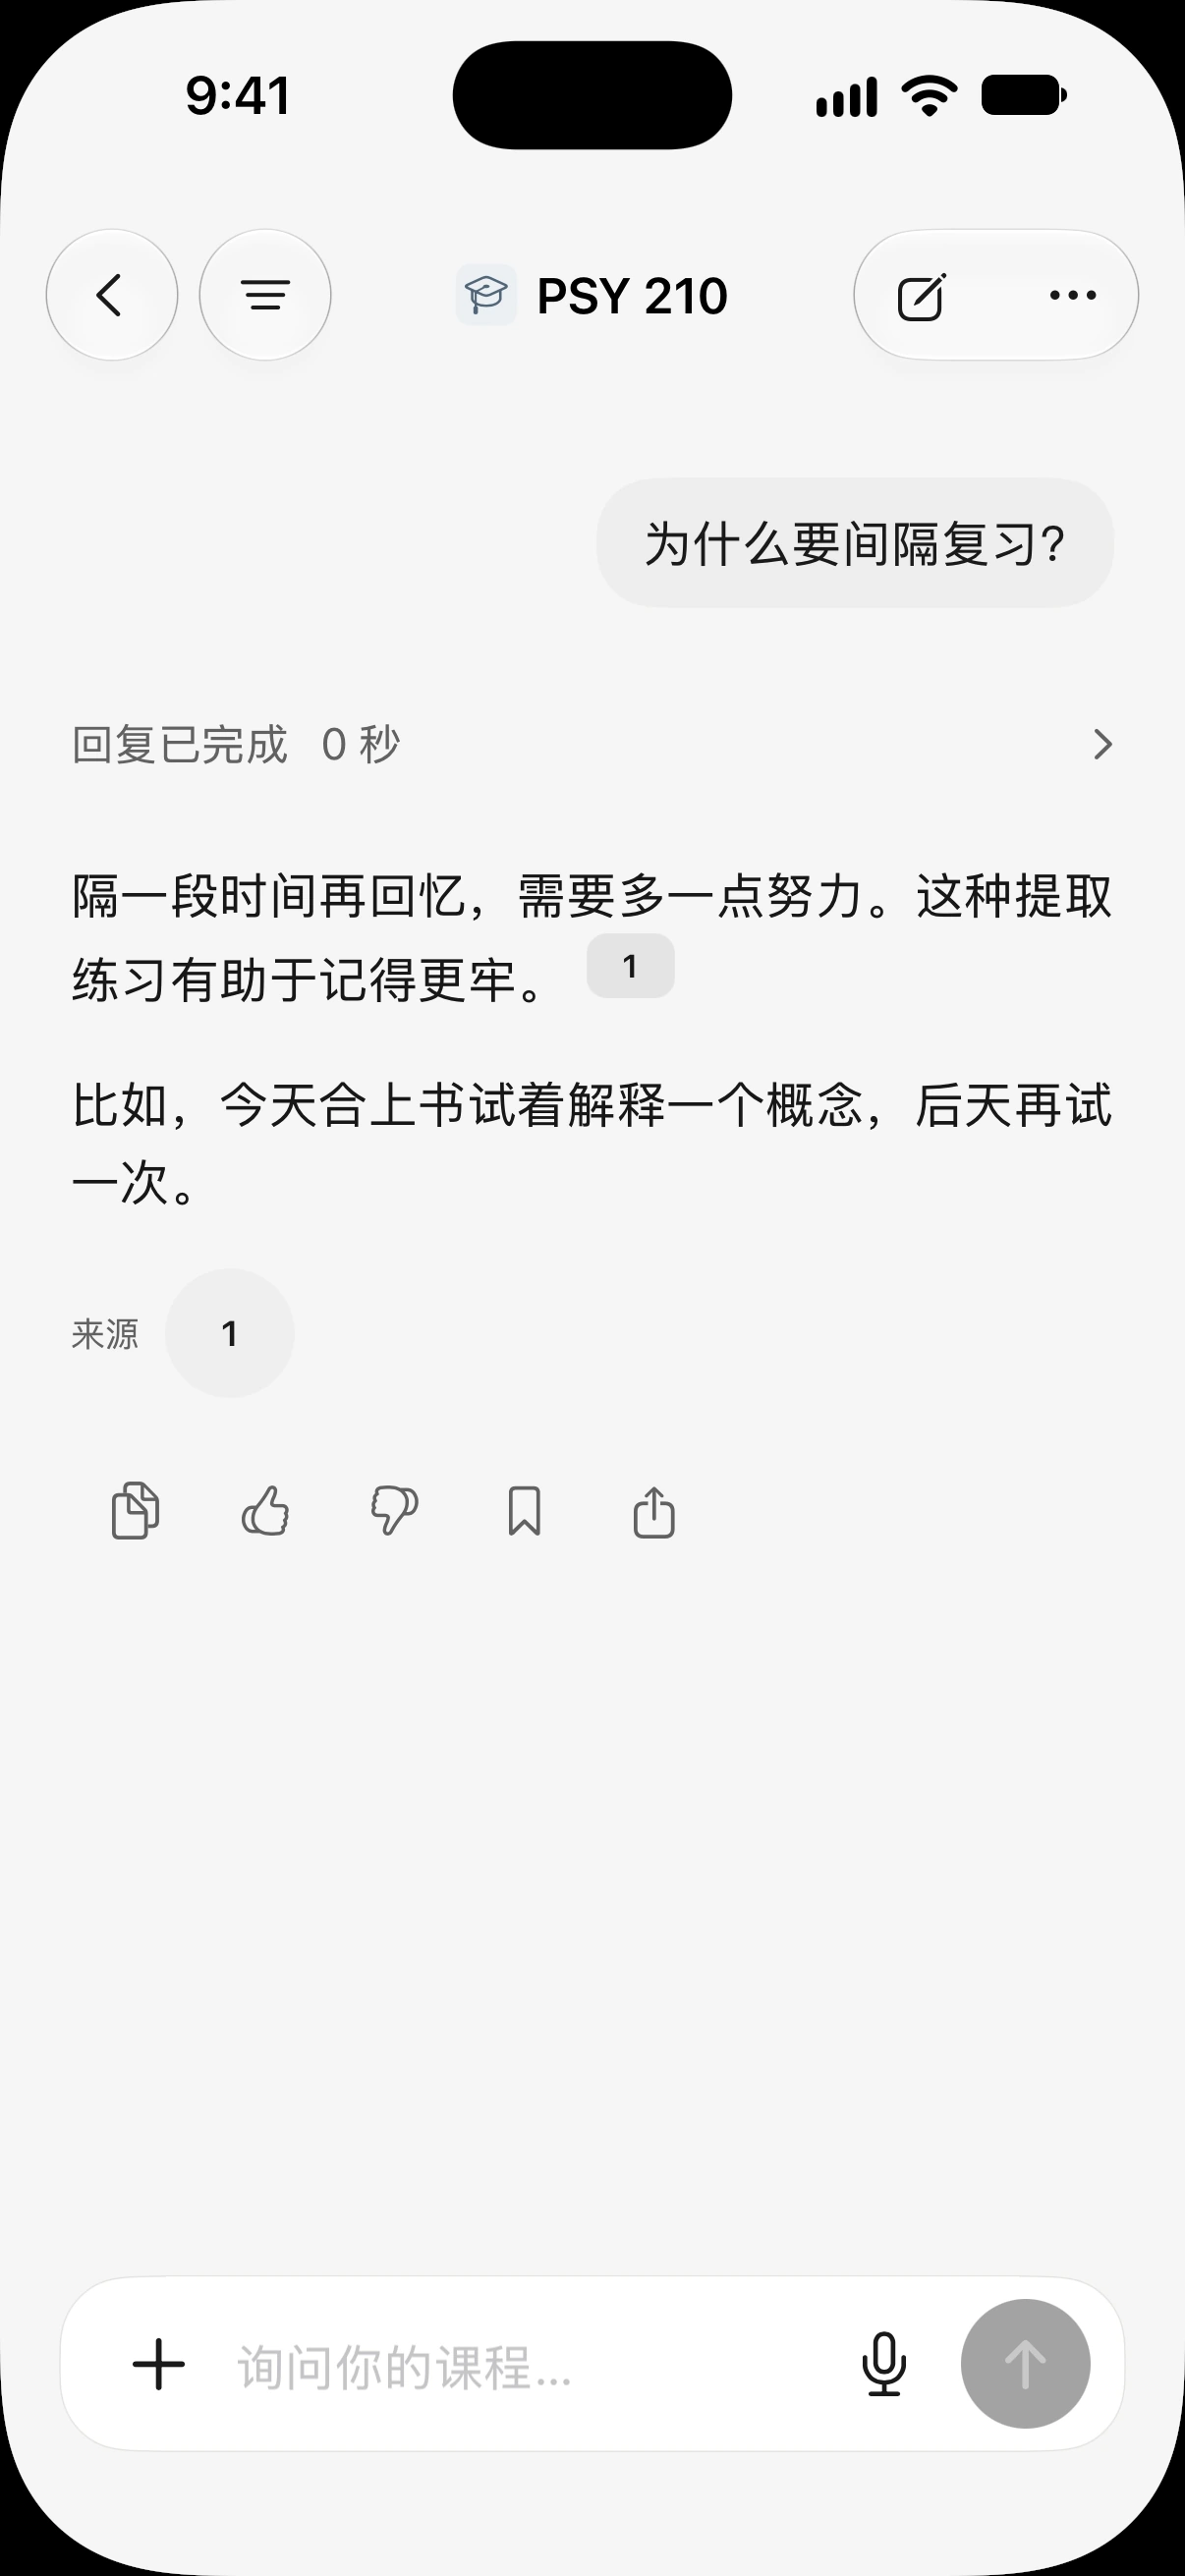 9:41
PSY 210
为什么要间隔复习?
回复已完成 0 秒
隔一段时间再回忆，需要多一点努力。这种提取
练习有助于记得更牢。 1
比如，今天合上书试着解释一个概念，后天再试
一次。
来源 1
询问你的课程...